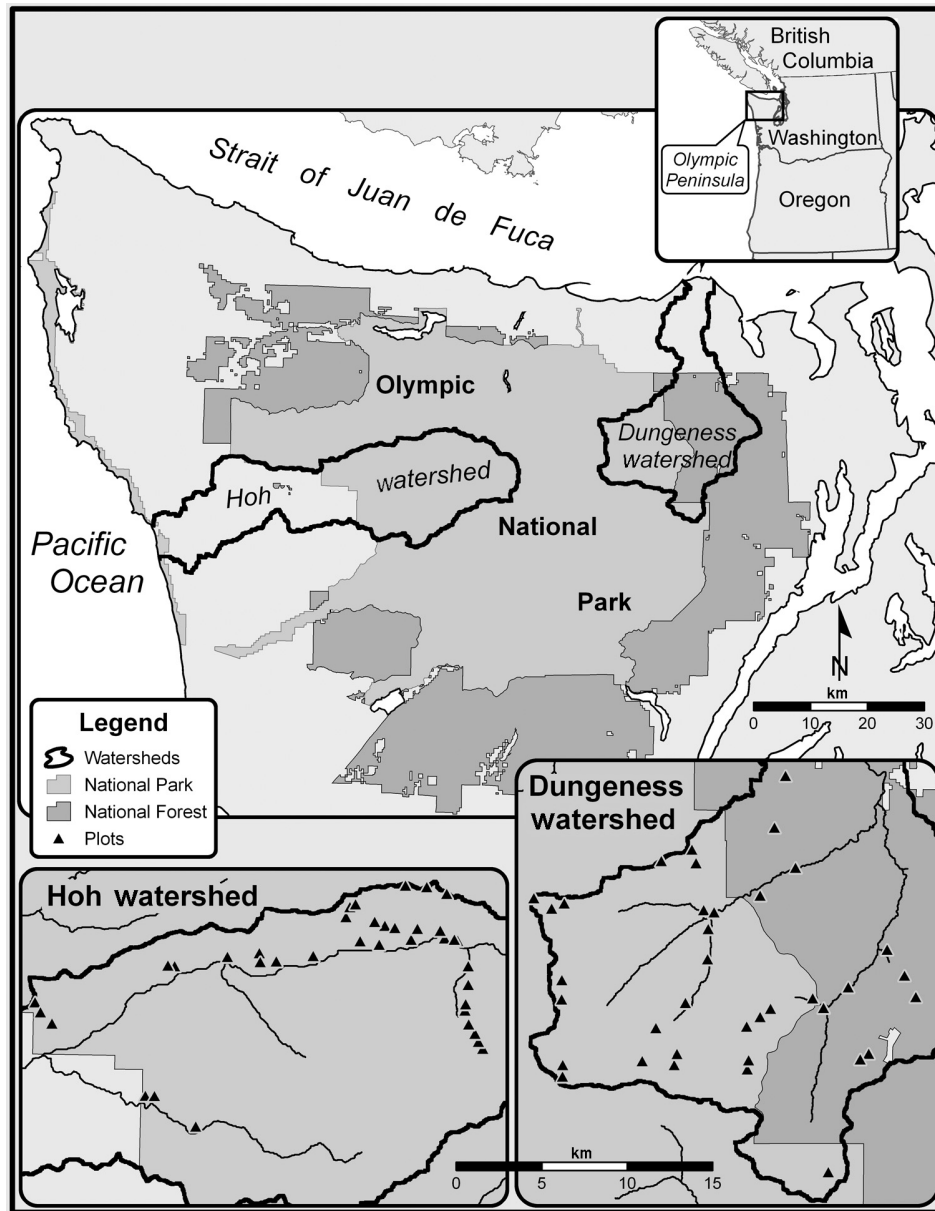 British
Columbia
Washington
Olympic
Peninsula
Oregon
Strait of Juan de Fuca
Olympic
Dungeness
watershed
Hoh watershed
National
Pacific
Ocean
Park
N
km
0 10 20 30
Legend
Watersheds
National Park
National Forest
Plots
Dungeness
watershed
Hoh watershed
km
0 5 10 15